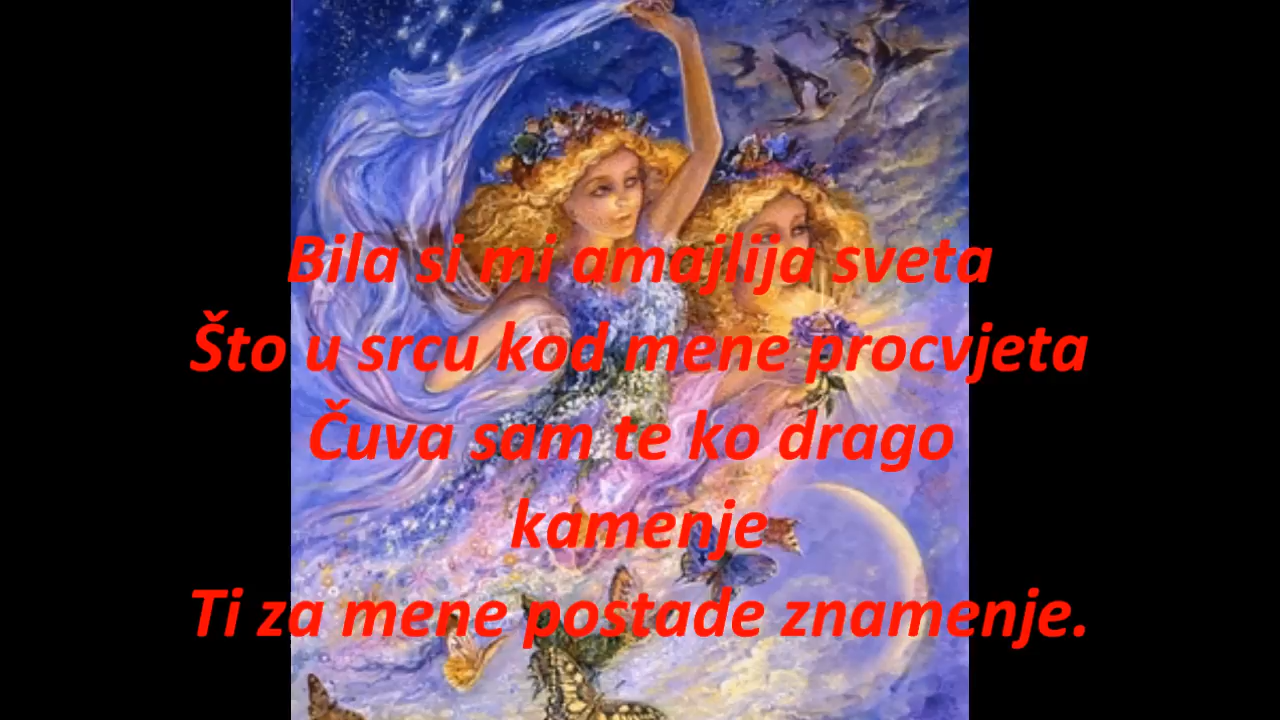 Bila si mi amajlija sveta
Što u srcu kod mene procvjeta
Čuva sam te ko drago
kamenje
Ti za mene postade znamenje.